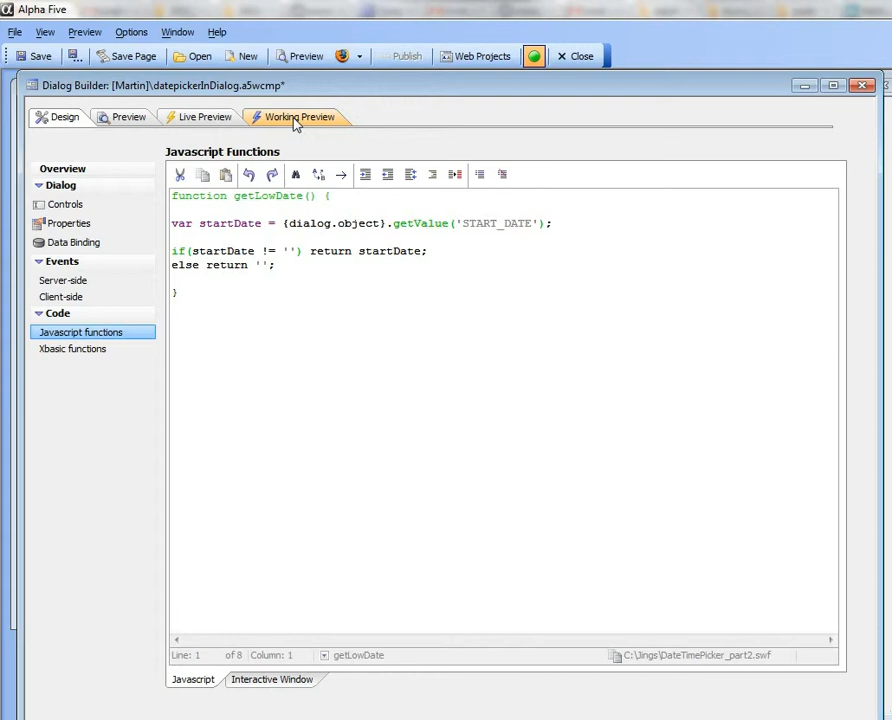 Alpha Five
File View Preview Options Window Help
Save Save Page Open New Preview Publish Web Projects Close
Dialog Builder: [Martin]\datepickerInDialog.a5wcmp*
Design Preview Live Preview Working Preview
Javascript Functions
Overview
Dialog
Controls
Properties
Data Binding
Events
Server-side
Client-side
Code
Javascript functions
Xbasic functions
function getLowDate() {
var startDate = {dialog.object}.getValue('START_DATE');
if(startDate != '') return startDate;
else return '';
}
Line: 1 of 8 Column: 1 getLowDate C:\Jings\DateTimePicker_part2.swf
Javascript Interactive Window